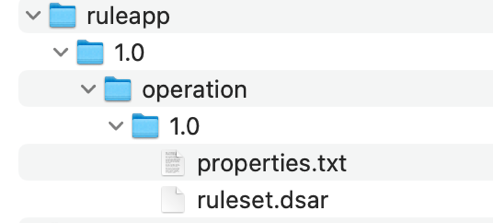 ruleapp
1.0
operation
1.0
properties.txt
ruleset.dsar